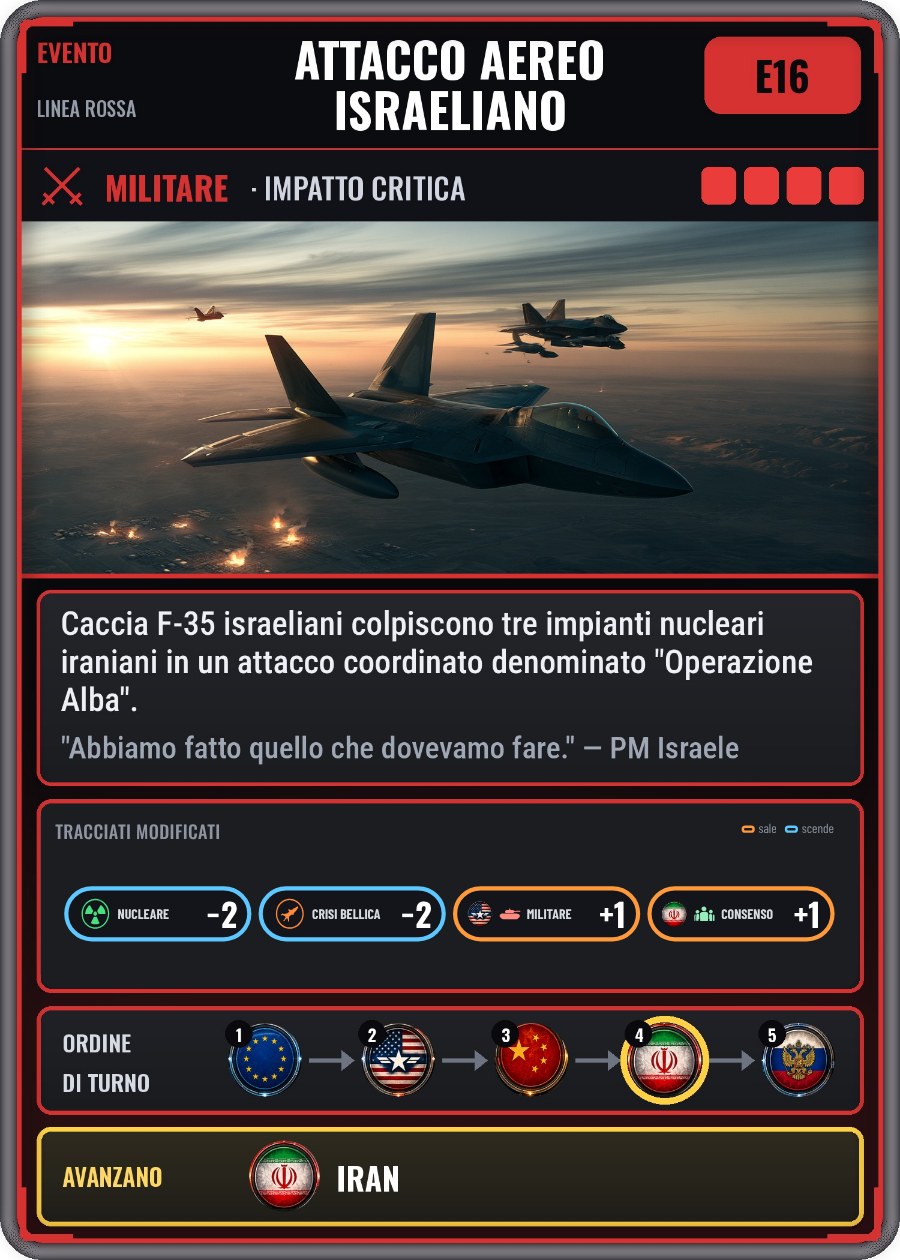 EVENTO
LINEA ROSSA
ATTACCO AEREO
ISRAELIANO
E16
MILITARE · IMPATTO CRITICA
Caccia F-35 israeliani colpiscono tre impianti nucleari
iraniani in un attacco coordinato denominato "Operazione
Alba".
"Abbiamo fatto quello che dovevamo fare." — PM Israele
TRACCIATI MODIFICATI
sale scende
NUCLEARE -2
CRISI BELLICA -2
MILITARE +1
CONSENSO +1
ORDINE
DI TURNO
1 2 3 4 5
AVANZANO
IRAN